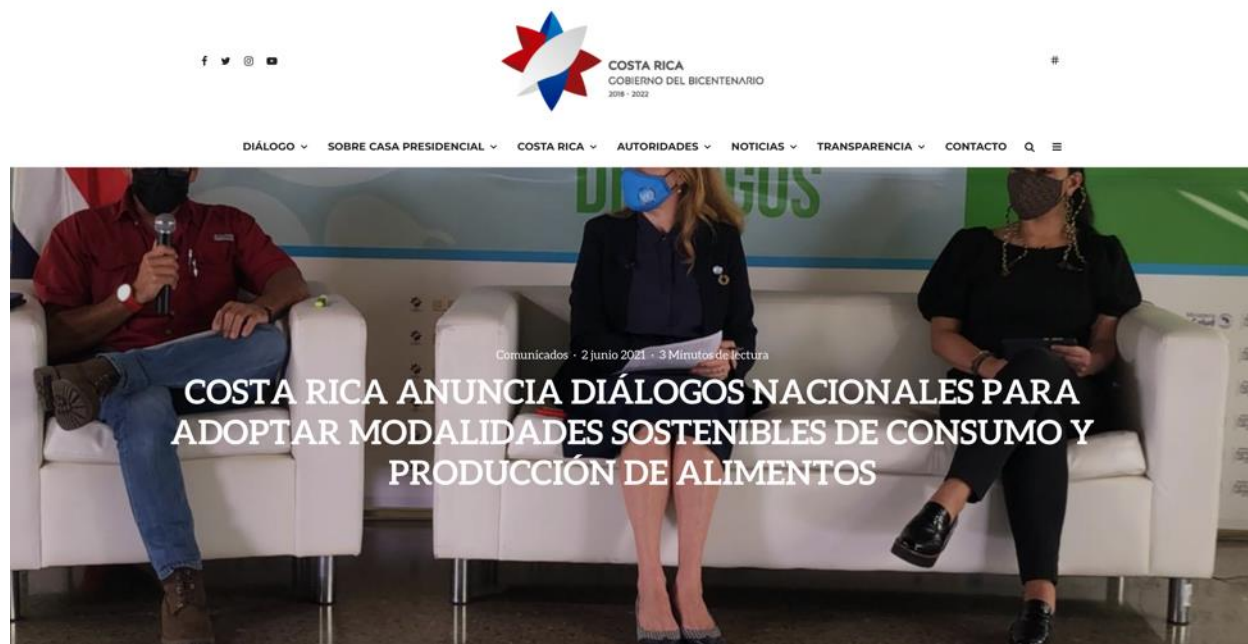 COSTA RICA
GOBIERNO DEL BICENTENARIO
2018 - 2022
#
DIÁLOGO SOBRE CASA PRESIDENCIAL COSTA RICA AUTORIDADES NOTICIAS TRANSPARENCIA CONTACTO
Comunicados · 2 junio 2021 · 3 Minutos de lectura
COSTA RICA ANUNCIA DIÁLOGOS NACIONALES PARA
ADOPTAR MODALIDADES SOSTENIBLES DE CONSUMO Y
PRODUCCIÓN DE ALIMENTOS